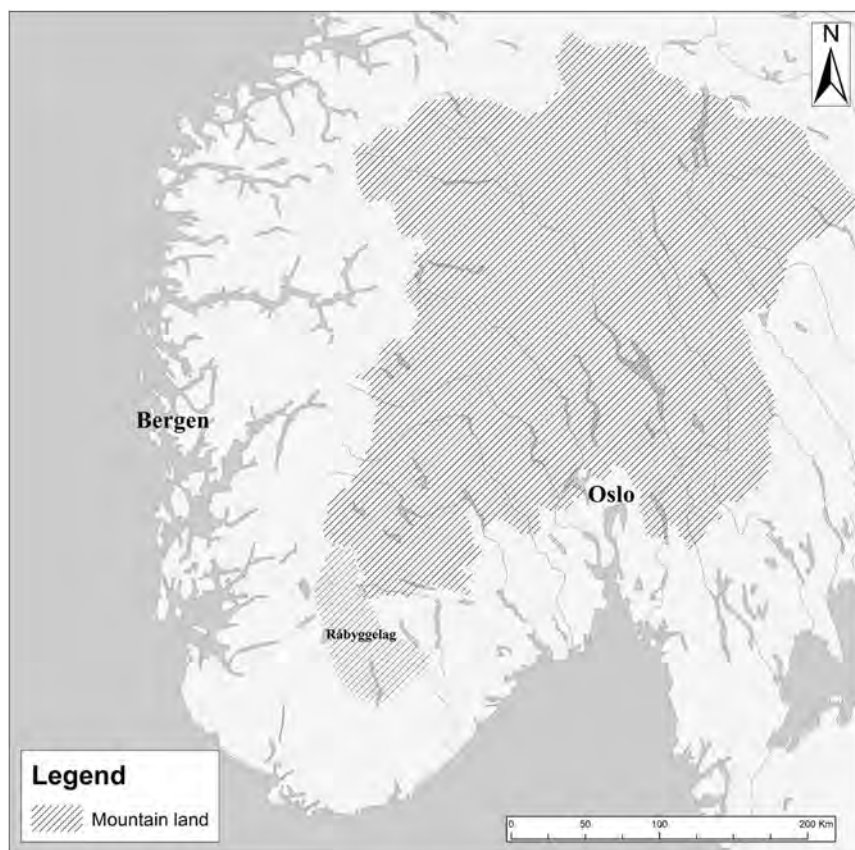 N
Bergen
Oslo
Råbyggelag
Legend
Mountain land
0 50 100 200 Km